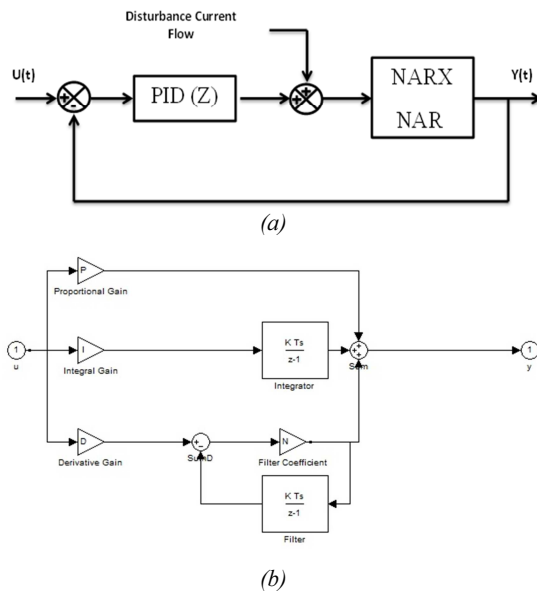 Disturbance Current
Flow
U(t)
Y(t)
+
-
PID (Z)
+
+
NARX
NAR
(a)
P
Proportional Gain
1
u
I
Integral Gain
K Ts
z-1
Integrator
+
+
+
Sum
1
y
D
Derivative Gain
+
-
SumD
N
Filter Coefficient
K Ts
z-1
Filter
(b)